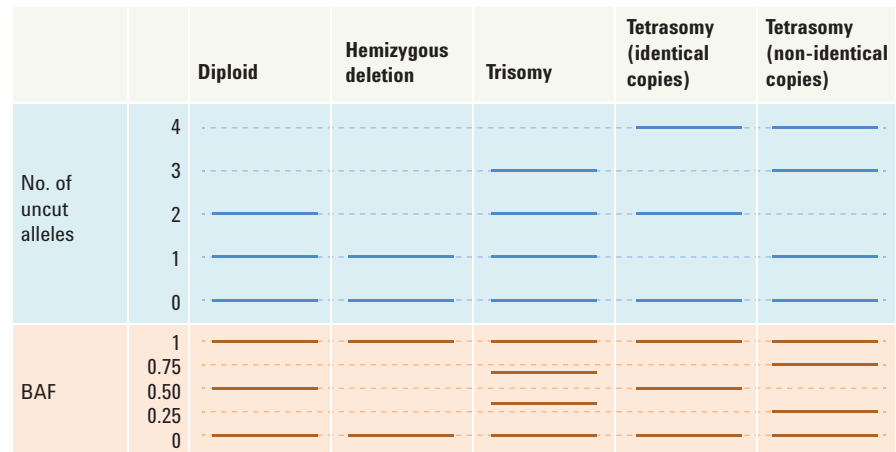 Diploid
Hemizygous
deletion
Trisomy
Tetrasomy
(identical
copies)
Tetrasomy
(non-identical
copies)
No. of
uncut
alleles
4
3
2
1
0
BAF
1
0.75
0.50
0.25
0